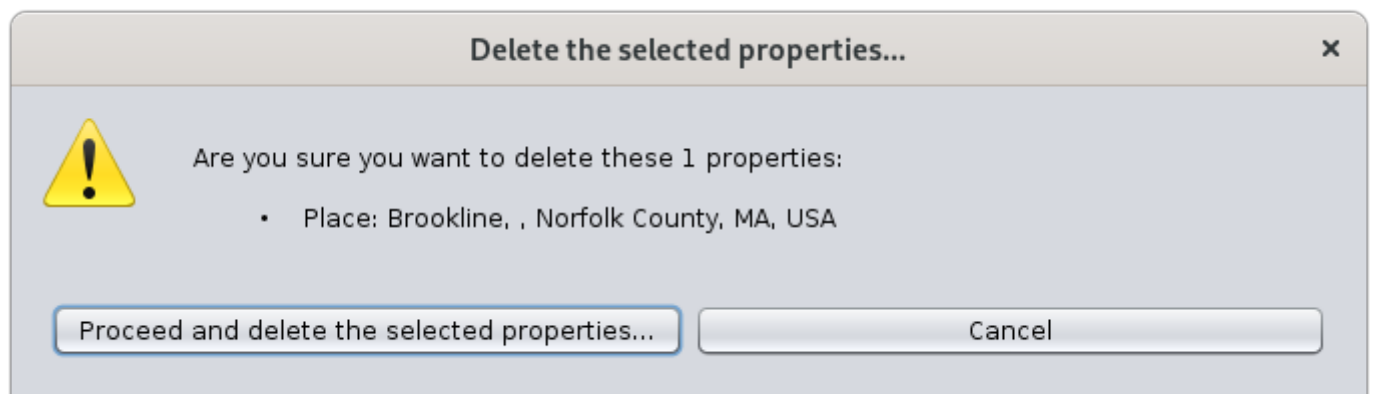 Delete the selected properties...
Are you sure you want to delete these 1 properties:
• Place: Brookline, , Norfolk County, MA, USA
Proceed and delete the selected properties...
Cancel